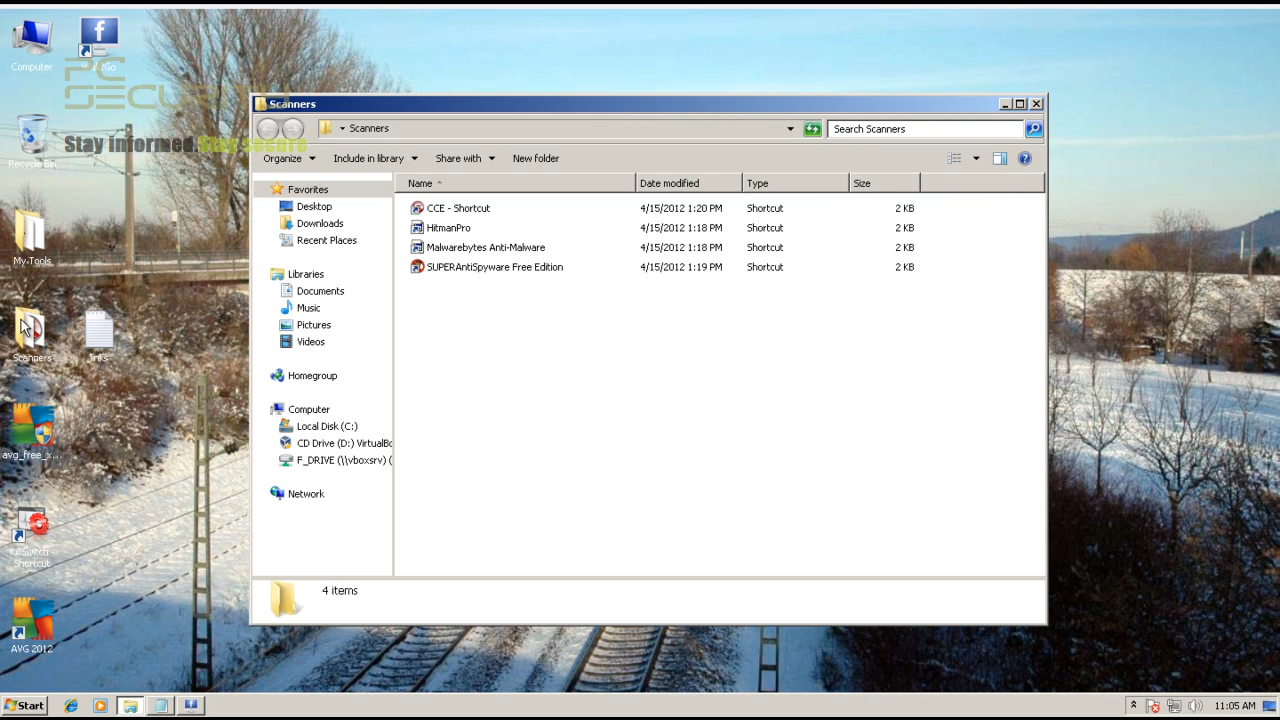 Computer
PC
SECURITY
Stay informed.Stay secure
Recycle Bin
My Tools
Scanners
links
avg_free_x...
KillSwitch -
Shortcut
AVG 2012
Scanners
Scanners
Search Scanners
Organize
Include in library
Share with
New folder
Favorites
Desktop
Downloads
Recent Places
Libraries
Documents
Music
Pictures
Videos
Homegroup
Computer
Local Disk (C:)
CD Drive (D:) VirtualBo
F_DRIVE (\\vboxsrv) (
Network
Name Date modified Type Size
CCE - Shortcut 4/15/2012 1:20 PM Shortcut 2 KB
HitmanPro 4/15/2012 1:18 PM Shortcut 2 KB
Malwarebytes Anti-Malware 4/15/2012 1:18 PM Shortcut 2 KB
SUPERAntiSpyware Free Edition 4/15/2012 1:19 PM Shortcut 2 KB
4 items
Start
11:05 AM